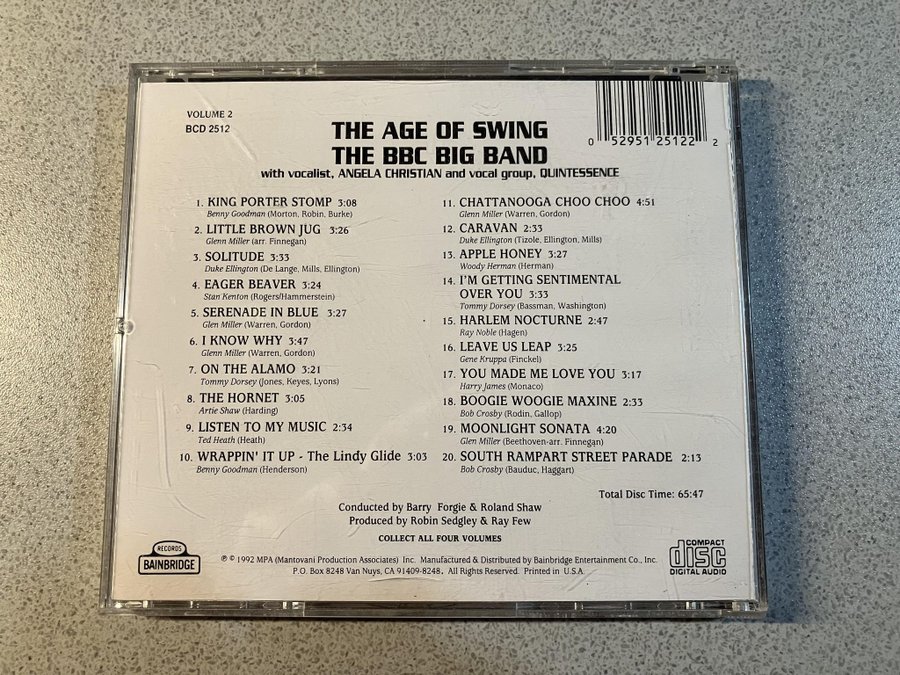 VOLUME 2
BCD 2512
THE AGE OF SWING
THE BBC BIG BAND
with vocalist, ANGELA CHRISTIAN and vocal group, QUINTESSENCE
0 52951 25122 2
1. KING PORTER STOMP 3:08
Benny Goodman (Morton, Robin, Burke)
2. LITTLE BROWN JUG 3:26
Glenn Miller (arr. Finnegan)
3. SOLITUDE 3:33
Duke Ellington (De Lange, Mills, Ellington)
4. EAGER BEAVER 3:24
Stan Kenton (Rogers/Hammerstein)
5. SERENADE IN BLUE 3:27
Glen Miller (Warren, Gordon)
6. I KNOW WHY 3:47
Glenn Miller (Warren, Gordon)
7. ON THE ALAMO 3:21
Tommy Dorsey (Jones, Keyes, Lyons)
8. THE HORNET 3:05
Artie Shaw (Harding)
9. LISTEN TO MY MUSIC 2:34
Ted Heath (Heath)
10. WRAPPIN' IT UP - The Lindy Glide 3:03
Benny Goodman (Henderson)
11. CHATTANOOGA CHOO CHOO 4:51
Glenn Miller (Warren, Gordon)
12. CARAVAN 2:33
Duke Ellington (Tizole, Ellington, Mills)
13. APPLE HONEY 3:27
Woody Herman (Herman)
14. I'M GETTING SENTIMENTAL
OVER YOU 3:33
Tommy Dorsey (Bassman, Washington)
15. HARLEM NOCTURNE 2:47
Ray Noble (Hagen)
16. LEAVE US LEAP 3:25
Gene Krupa (Finckel)
17. YOU MADE ME LOVE YOU 3:17
Harry James (Monaco)
18. BOOGIE WOOGIE MAXINE 2:33
Bob Crosby (Rodin, Gallop)
19. MOONLIGHT SONATA 4:20
Glen Miller (Beethoven-arr. Finnegan)
20. SOUTH RAMPART STREET PARADE 2:13
Bob Crosby (Bauduc, Haggart)
Total Disc Time: 65:47
Conducted by Barry Forgie & Roland Shaw
Produced by Robin Sedgley & Ray Few
COLLECT ALL FOUR VOLUMES
RECORDS
BAINBRIDGE
℗ © 1992 MPA (Mantovani Production Associates) Inc. Manufactured & Distributed by Bainbridge Entertainment Co., Inc.
P.O. Box 8248 Van Nuys, CA 91409-8248. All Rights Reserved. Printed in U.S.A.
COMPACT
disc
DIGITAL AUDIO